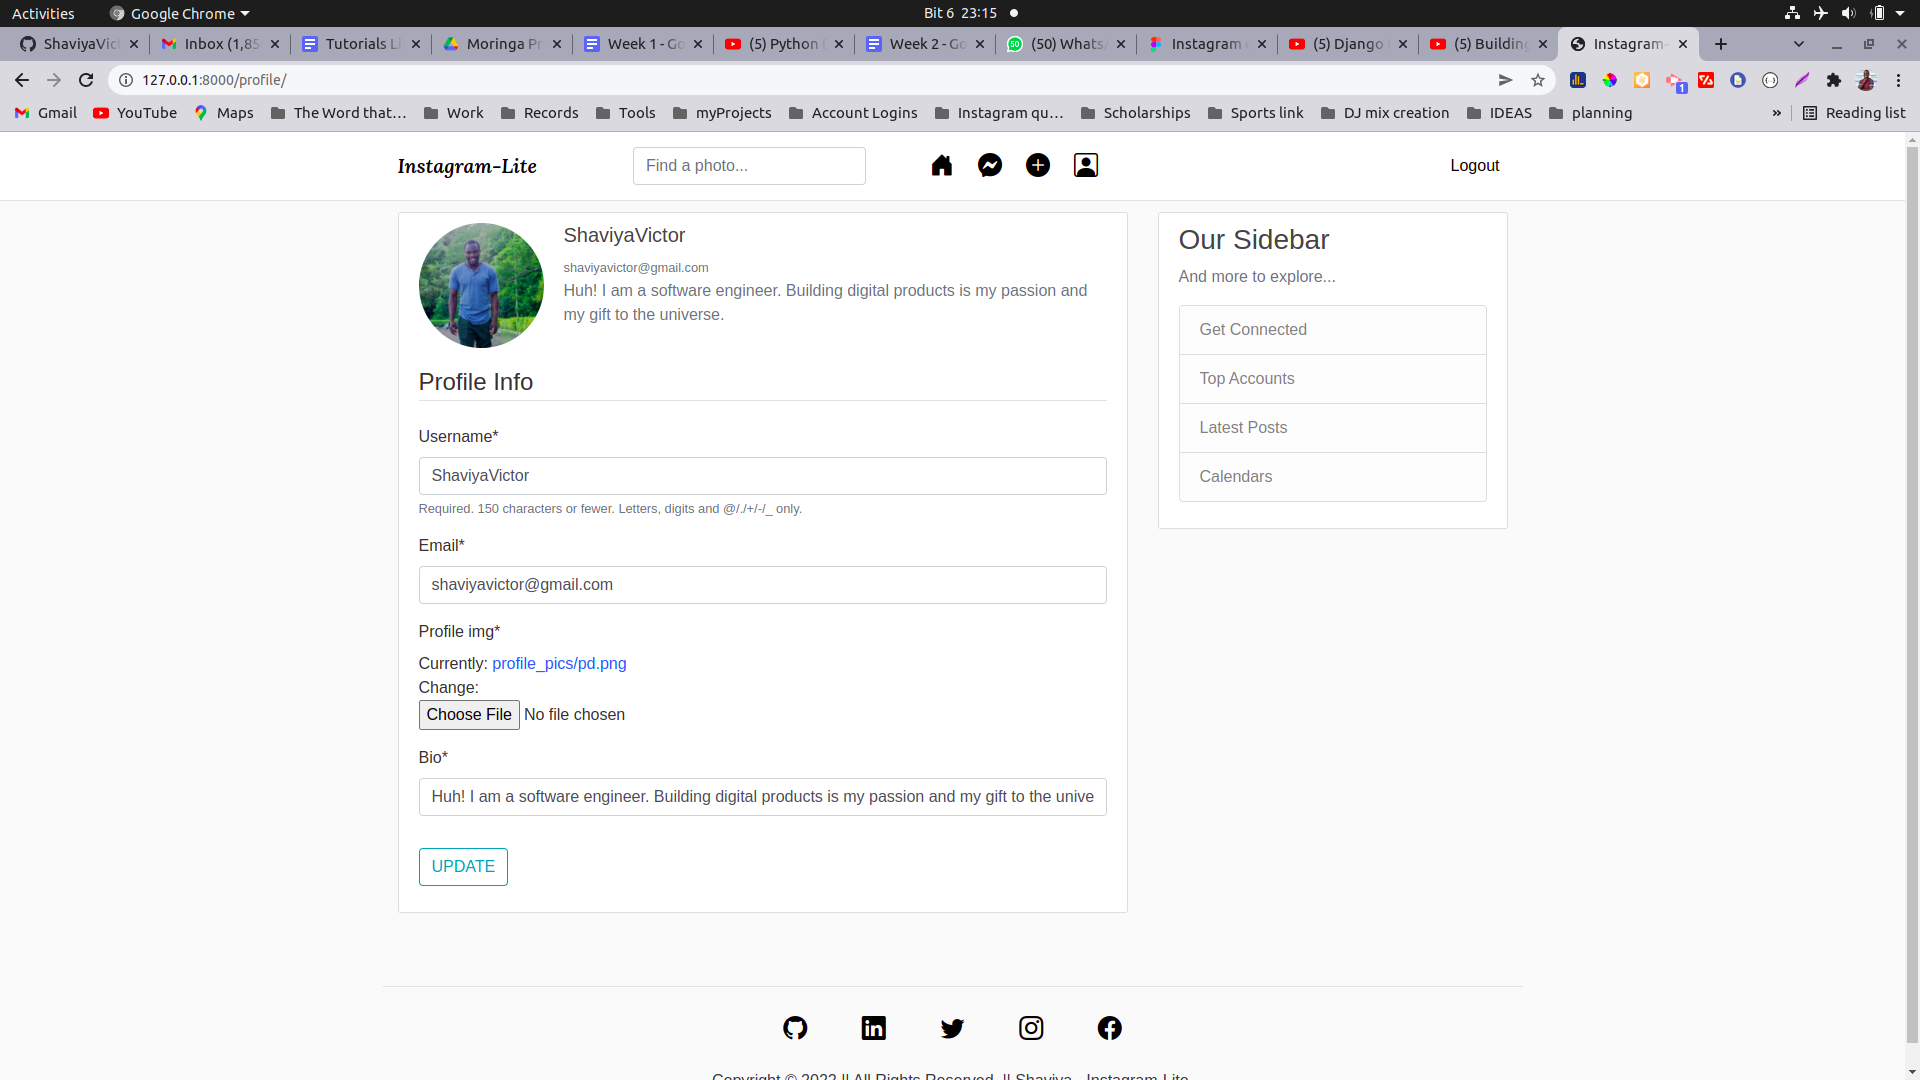 Activities Google Chrome Bit 6 23:15
ShaviyaVic Inbox (1,85 Tutorials L Moringa Pr Week 1 - Go (5) Python Week 2 - Go (50) Whats Instagram (5) Django (5) Building Instagram-
127.0.0.1:8000/profile/ 1
Gmail YouTube Maps The Word that… Work Records Tools myProjects Account Logins Instagram qu… Scholarships Sports link DJ mix creation IDEAS planning » Reading list
Instagram-Lite Find a photo... Logout
ShaviyaVictor
shaviyavictor@gmail.com
Huh! I am a software engineer. Building digital products is my passion and
my gift to the universe.
Profile Info
Username*
ShaviyaVictor
Required. 150 characters or fewer. Letters, digits and @/./+/-/_ only.
Email*
shaviyavictor@gmail.com
Profile img*
Currently: profile_pics/pd.png
Change:
Choose File No file chosen
Bio*
Huh! I am a software engineer. Building digital products is my passion and my gift to the unive
UPDATE
Our Sidebar
And more to explore...
Get Connected
Top Accounts
Latest Posts
Calendars
Copyright © 2022 || All Rights Reserved. || Shaviya - Instagram-Lite